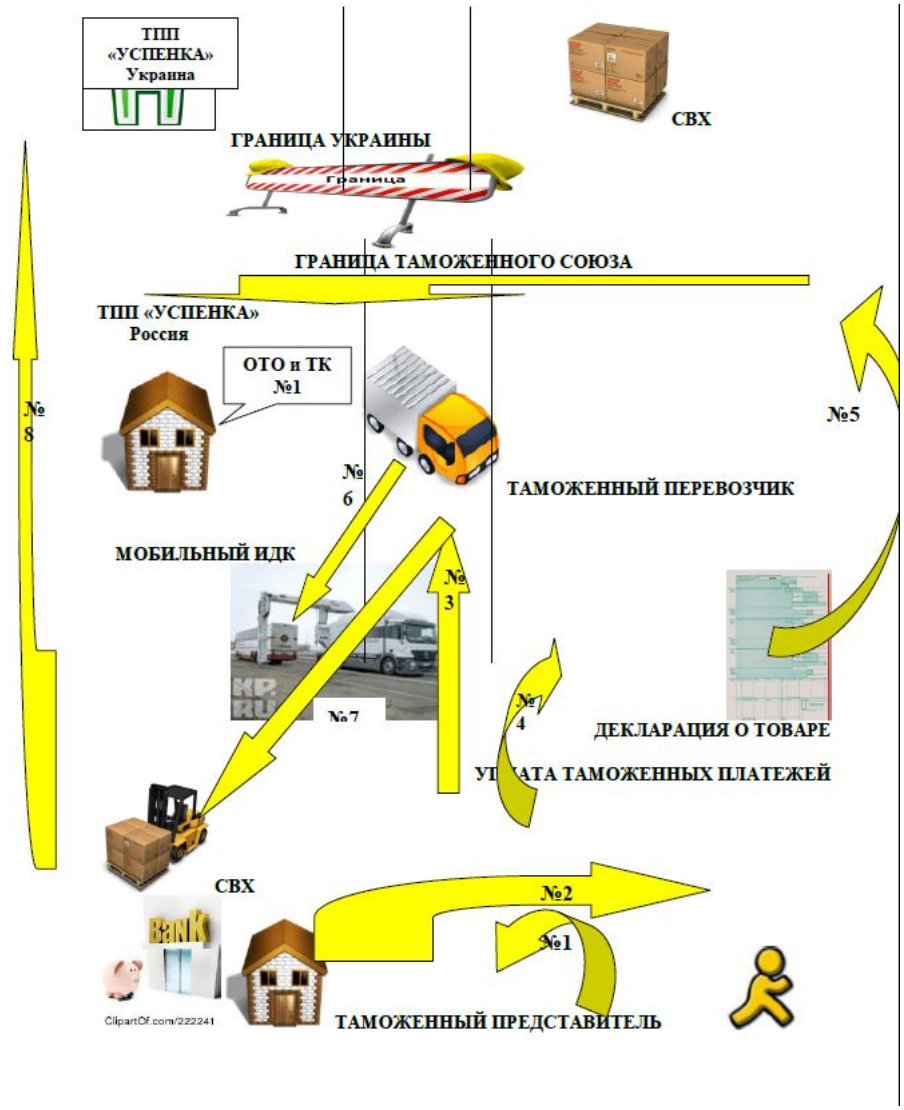 ТПП
«УСПЕНКА»
Украина
СВХ
ГРАНИЦА УКРАИНЫ
Граница
ГРАНИЦА ТАМОЖЕННОГО СОЮЗА
ТПП «УСПЕНКА»
Россия
ОТО и ТК
№1
№
8
№5
№
6
ТАМОЖЕННЫЙ ПЕРЕВОЗЧИК
МОБИЛЬНЫЙ ИДК
№
3
KP.
RU
№7
№
4
ДЕКЛАРАЦИЯ О ТОВАРЕ
ТАМОЖЕННЫХ ПЛАТЕЖЕЙ
СВХ
№2
BaNk
№1
ClipartOf.com/222241
ТАМОЖЕННЫЙ ПРЕДСТАВИТЕЛЬ